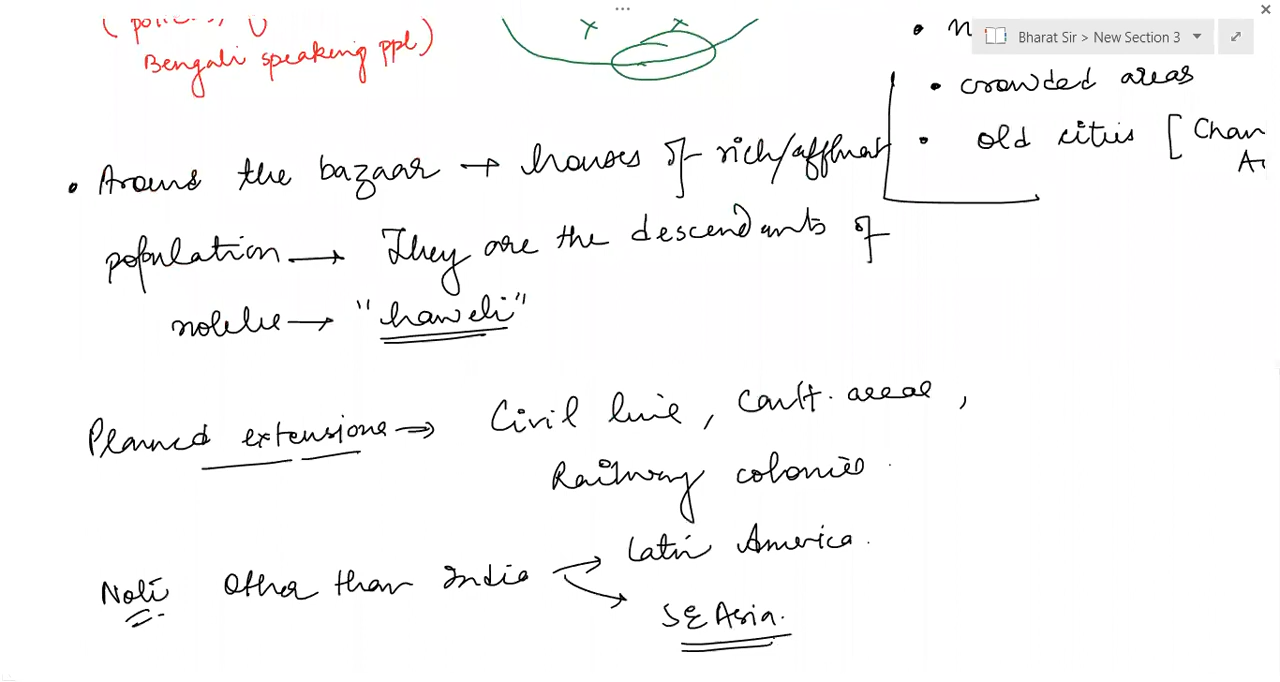 Bharat Sir > New Section 3
Bengali speaking ppl)
• crowded areas
• old cities [
• Around the bazaar → houses of rich/affluent
population → They are the descendants of
nobles → "haweli"
Planned extensions → Civil line, Cantt. areas,
Railway colonies.
Note Other than India → Latin America.
→ SE Asia.